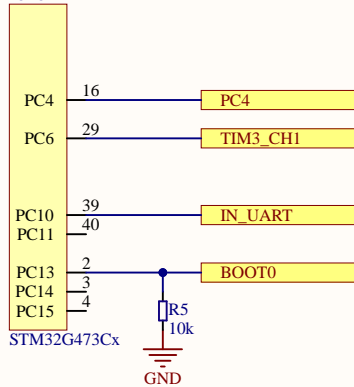 PC4 16 PC4
PC6 29 TIM3_CH1
PC10 39 IN_UART
PC11 40
PC13 2 BOOT0
PC14 3
PC15 4
R5
10k
STM32G473Cx
GND